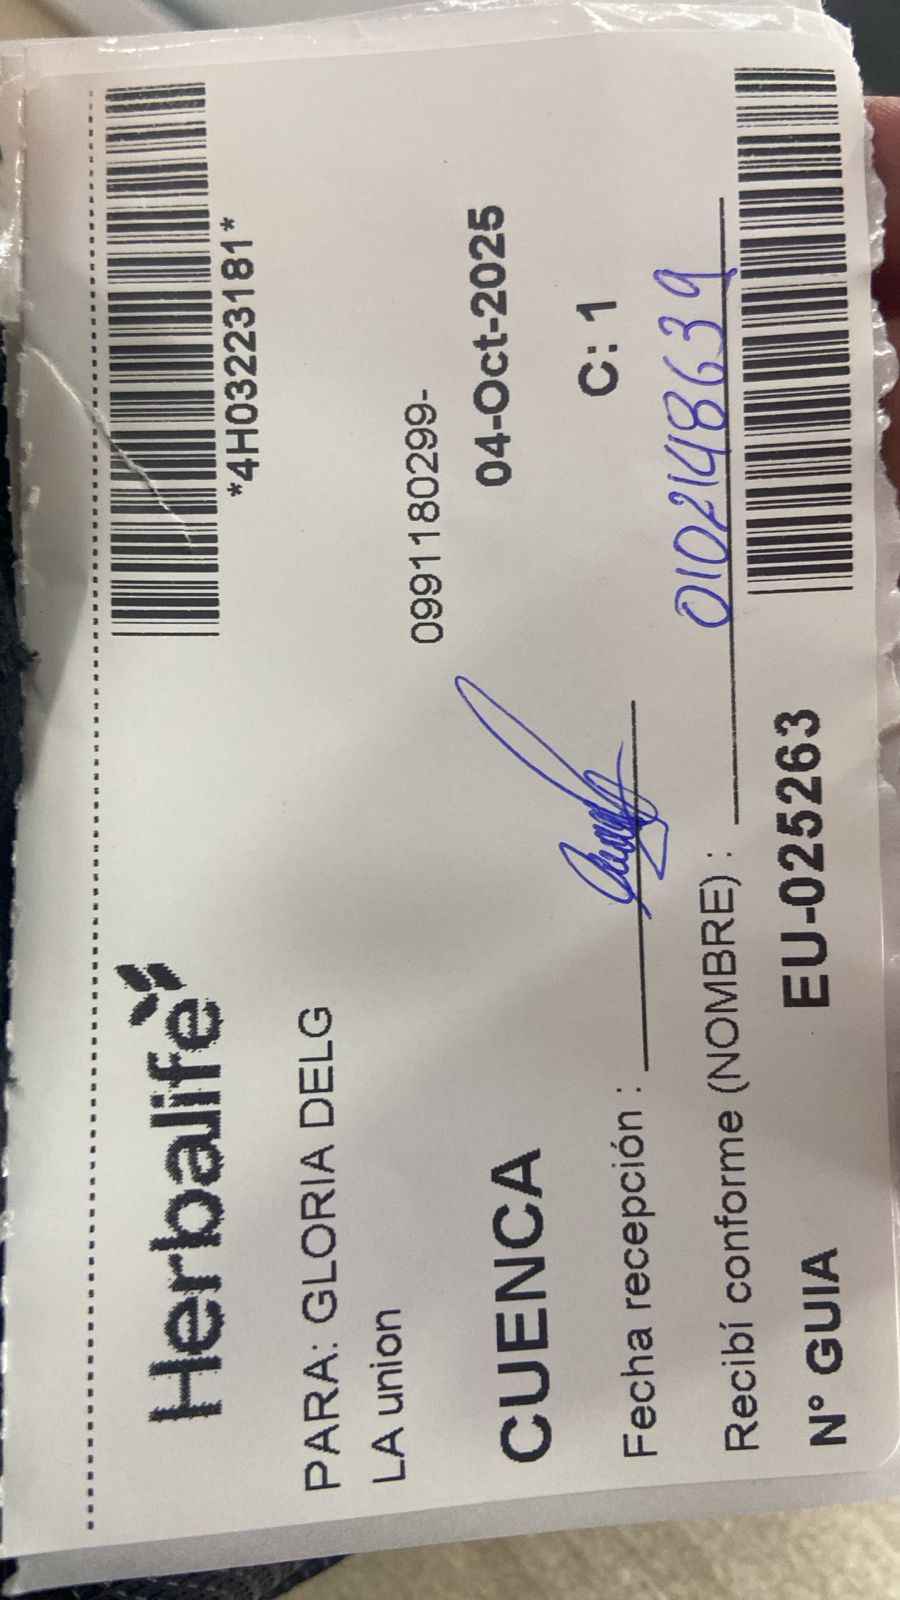 Herbalife
*4H03223181*
PARA: GLORIA DELG
LA union
0991180299-
CUENCA
04-Oct-2025
C: 1
Fecha recepción :
Recibí conforme (NOMBRE) : 0102148639
N° GUIA EU-025263